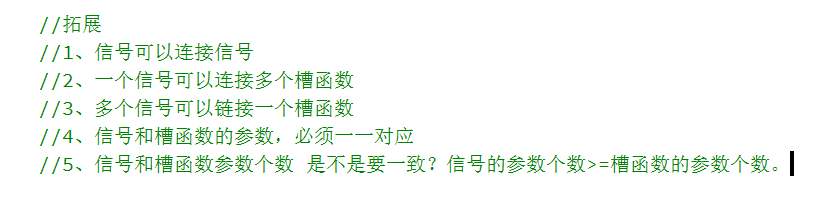 //拓展
//1、信号可以连接信号
//2、一个信号可以连接多个槽函数
//3、多个信号可以链接一个槽函数
//4、信号和槽函数的参数，必须一一对应
//5、信号和槽函数参数个数 是不是要一致？信号的参数个数>=槽函数的参数个数。